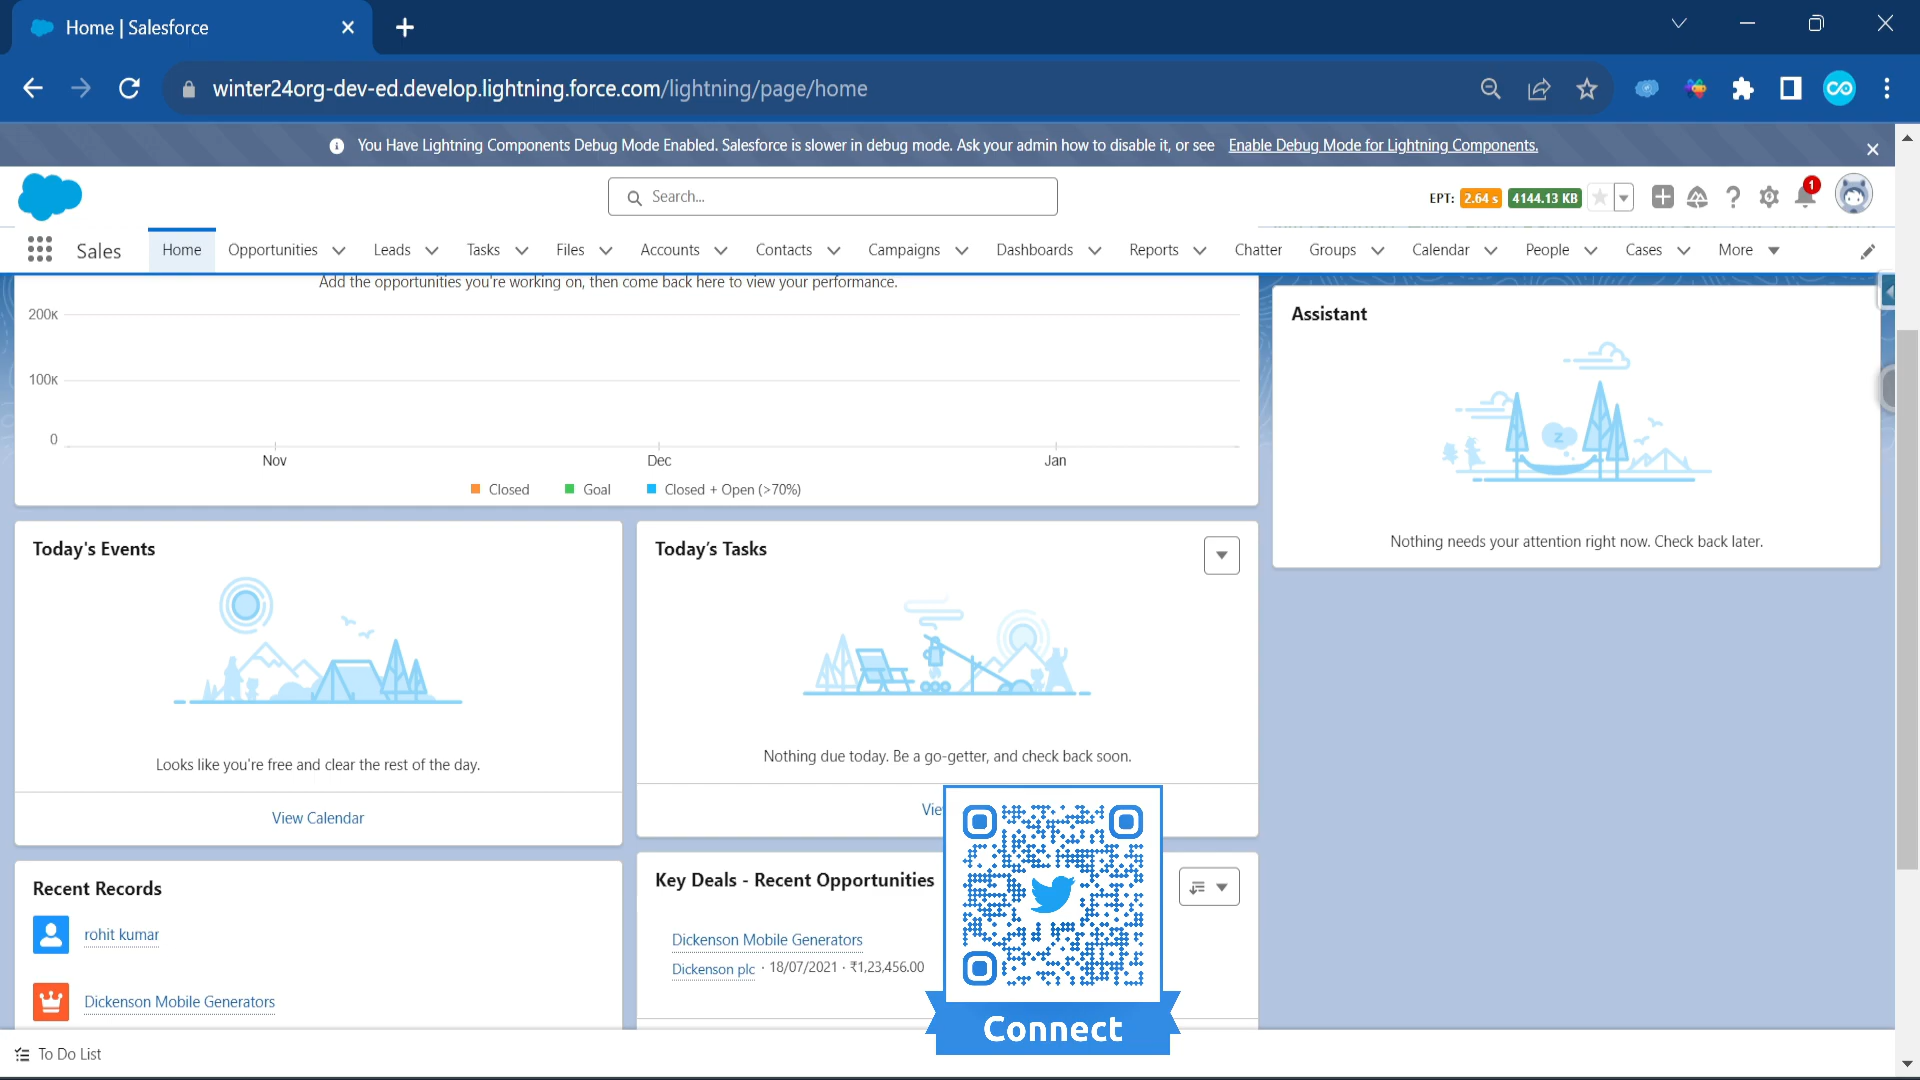 Home | Salesforce
winter24org-dev-ed.develop.lightning.force.com/lightning/page/home
You Have Lightning Components Debug Mode Enabled. Salesforce is slower in debug mode. Ask your admin how to disable it, or see Enable Debug Mode for Lightning Components.
Search...
EPT: 2.64 s 4144.13 KB
1
Sales Home Opportunities Leads Tasks Files Accounts Contacts Campaigns Dashboards Reports Chatter Groups Calendar People Cases More
Add the opportunities you're working on, then come back here to view your performance.
200K
100K
0
Nov Dec Jan
Closed Goal Closed + Open (>70%)
Assistant
Nothing needs your attention right now. Check back later.
Today's Events
Looks like you're free and clear the rest of the day.
View Calendar
Today's Tasks
Nothing due today. Be a go-getter, and check back soon.
Recent Records
rohit kumar
Dickenson Mobile Generators
Key Deals - Recent Opportunities
Dickenson Mobile Generators
Dickenson plc · 18/07/2021 · ₹1,23,456.00
Connect
To Do List